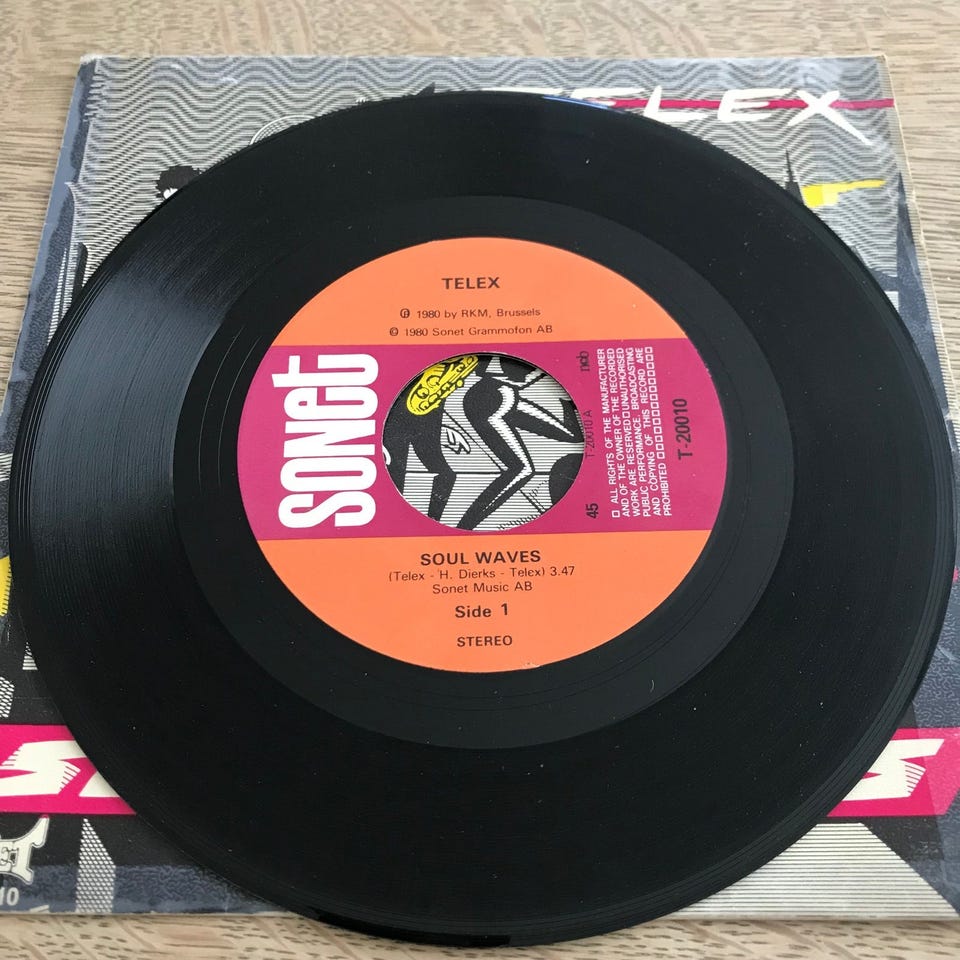 TELEX
TELEX
℗ 1980 by RKM, Brussels
© 1980 Sonet Grammofon AB
sonet
ncb
T-20010 A
45
ALL RIGHTS OF THE MANUFACTURER
AND OF THE OWNER OF THE RECORDED
WORK ARE RESERVED UNAUTHORISED
PUBLIC PERFORMANCE, BROADCASTING
AND COPYING OF THIS RECORD ARE
PROHIBITED
T-20010
SOUL WAVES
(Telex - H. Dierks - Telex) 3.47
Sonet Music AB
Side 1
STEREO